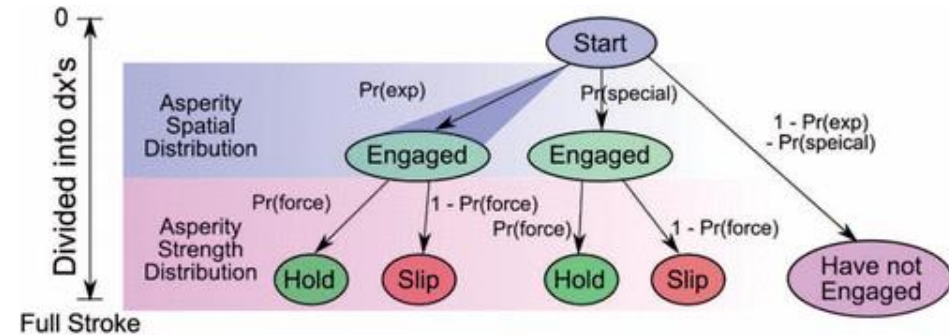 0
Start
Divided into dx's
Asperity
Spatial
Distribution
Pr(exp)
Pr(special)
1 - Pr(exp)
- Pr(speical)
Engaged
Engaged
Asperity
Strength
Distribution
Pr(force)
1 - Pr(force)
Pr(force)
1 - Pr(force)
Hold
Slip
Hold
Slip
Have not
Engaged
Full Stroke